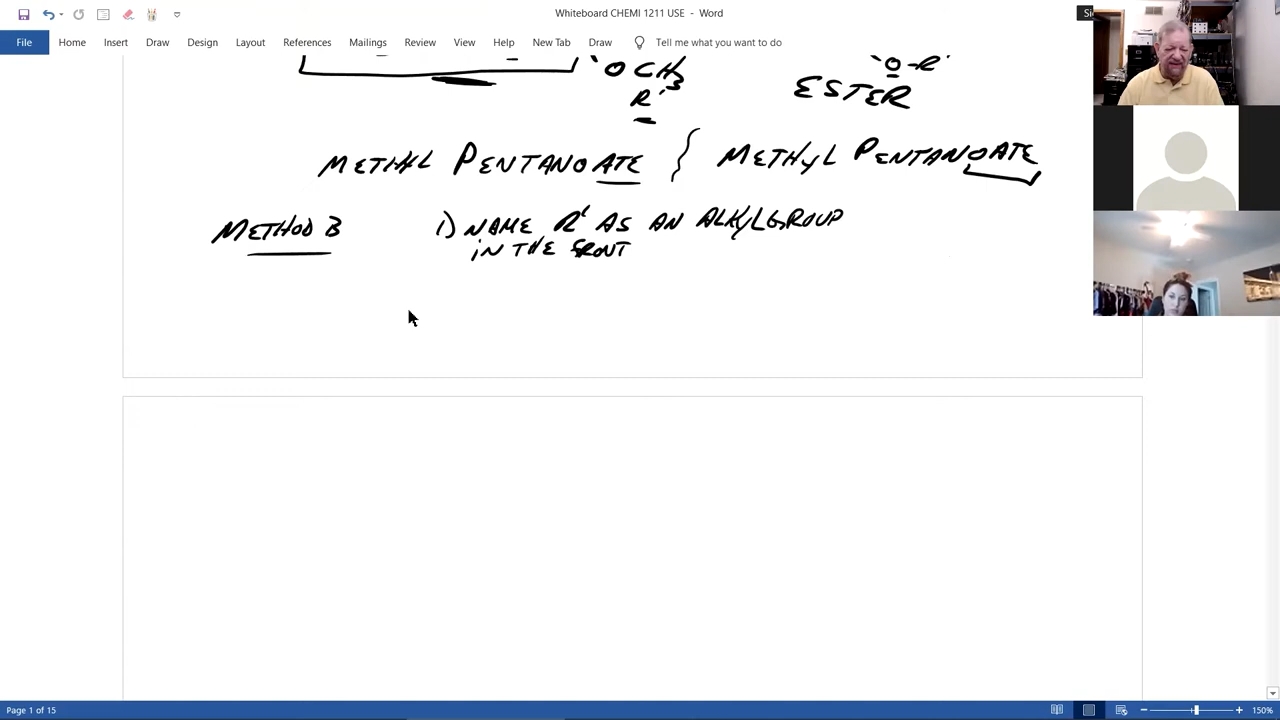 Whiteboard CHEMI 1211 USE - Word
File Home Insert Draw Design Layout References Mailings Review View Help New Tab Draw Tell me what you want to do
OCH3
R'
O-R'
ESTER
METHYL PENTANOATE
METHYL PENTANOATE
METHOD B
1) NAME R' AS AN ALKYL GROUP
IN THE FRONT
Page 1 of 15
150%